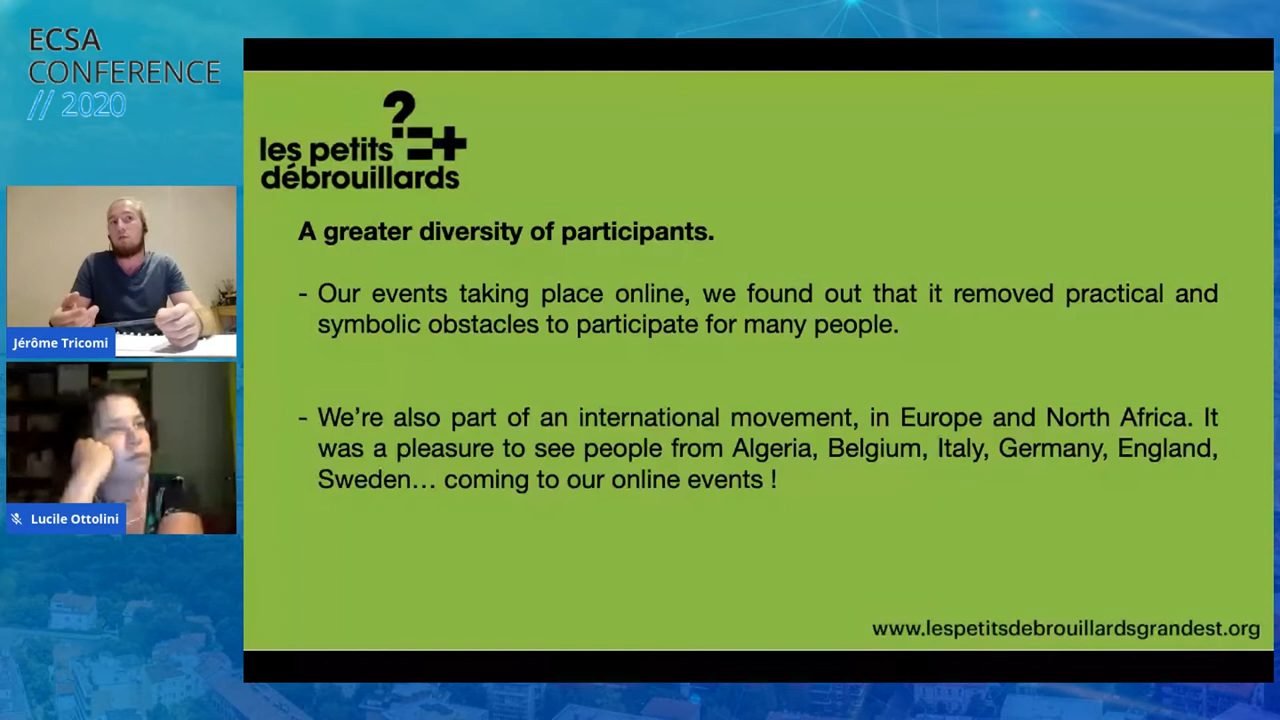 ECSA
CONFERENCE
// 2020
les petits
débrouillards
A greater diversity of participants.
- Our events taking place online, we found out that it removed practical and
symbolic obstacles to participate for many people.
- We're also part of an international movement, in Europe and North Africa. It
was a pleasure to see people from Algeria, Belgium, Italy, Germany, England,
Sweden… coming to our online events !
www.lespetitsdebrouillardsgrandest.org
Jérôme Tricomi
Lucile Ottolini